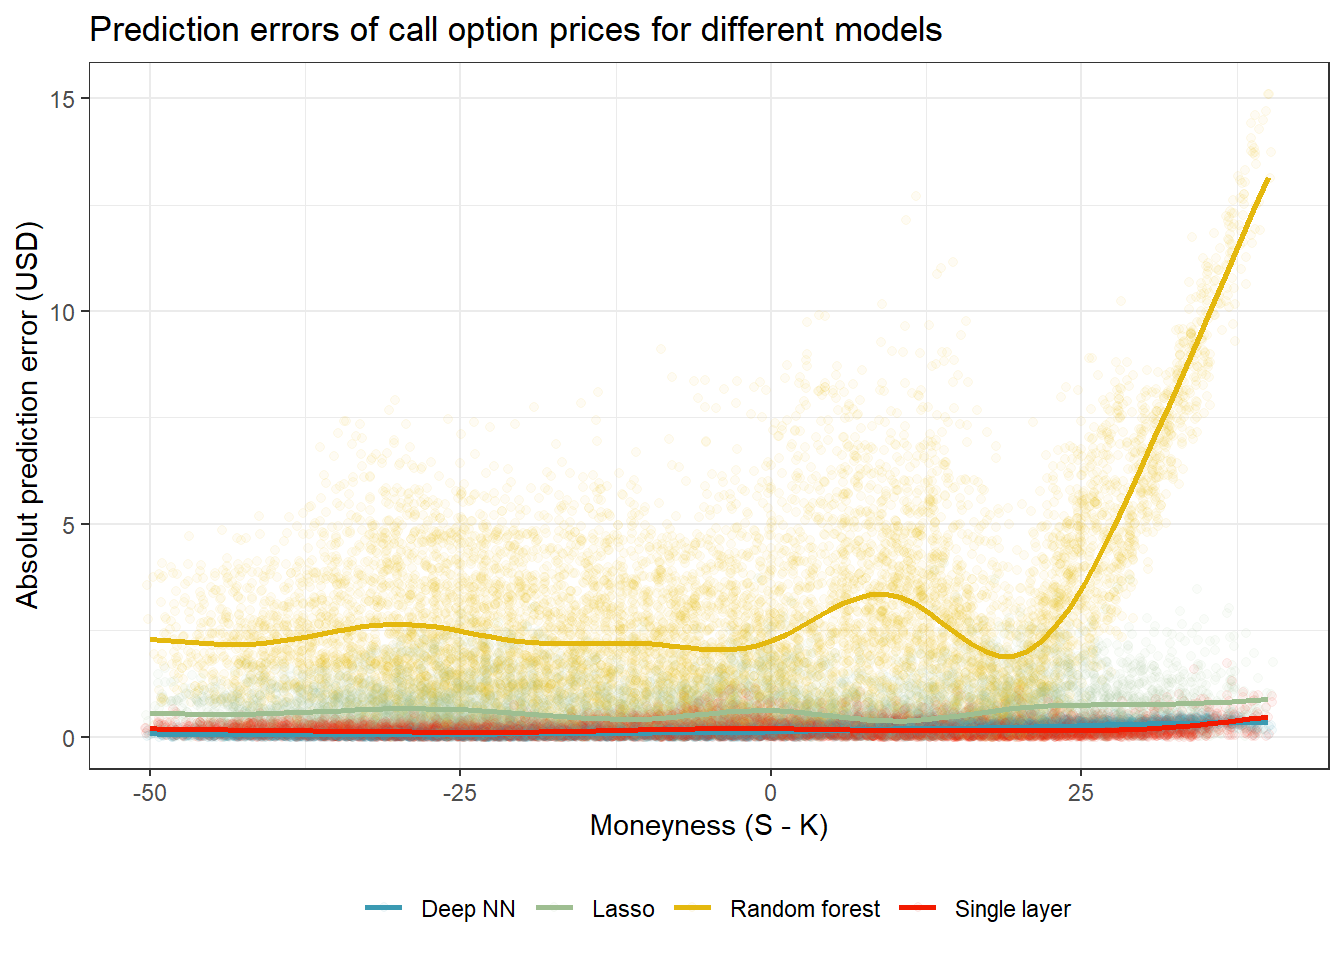 Prediction errors of call option prices for different models
Absolut prediction error (USD)
15
10
5
0
-50
-25
0
25
Moneyness (S - K)
Deep NN
Lasso
Random forest
Single layer